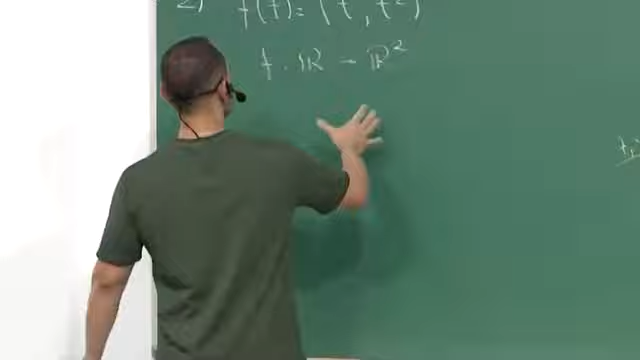 2) f(t) = (t, t²)
f: ℝ → ℝ²